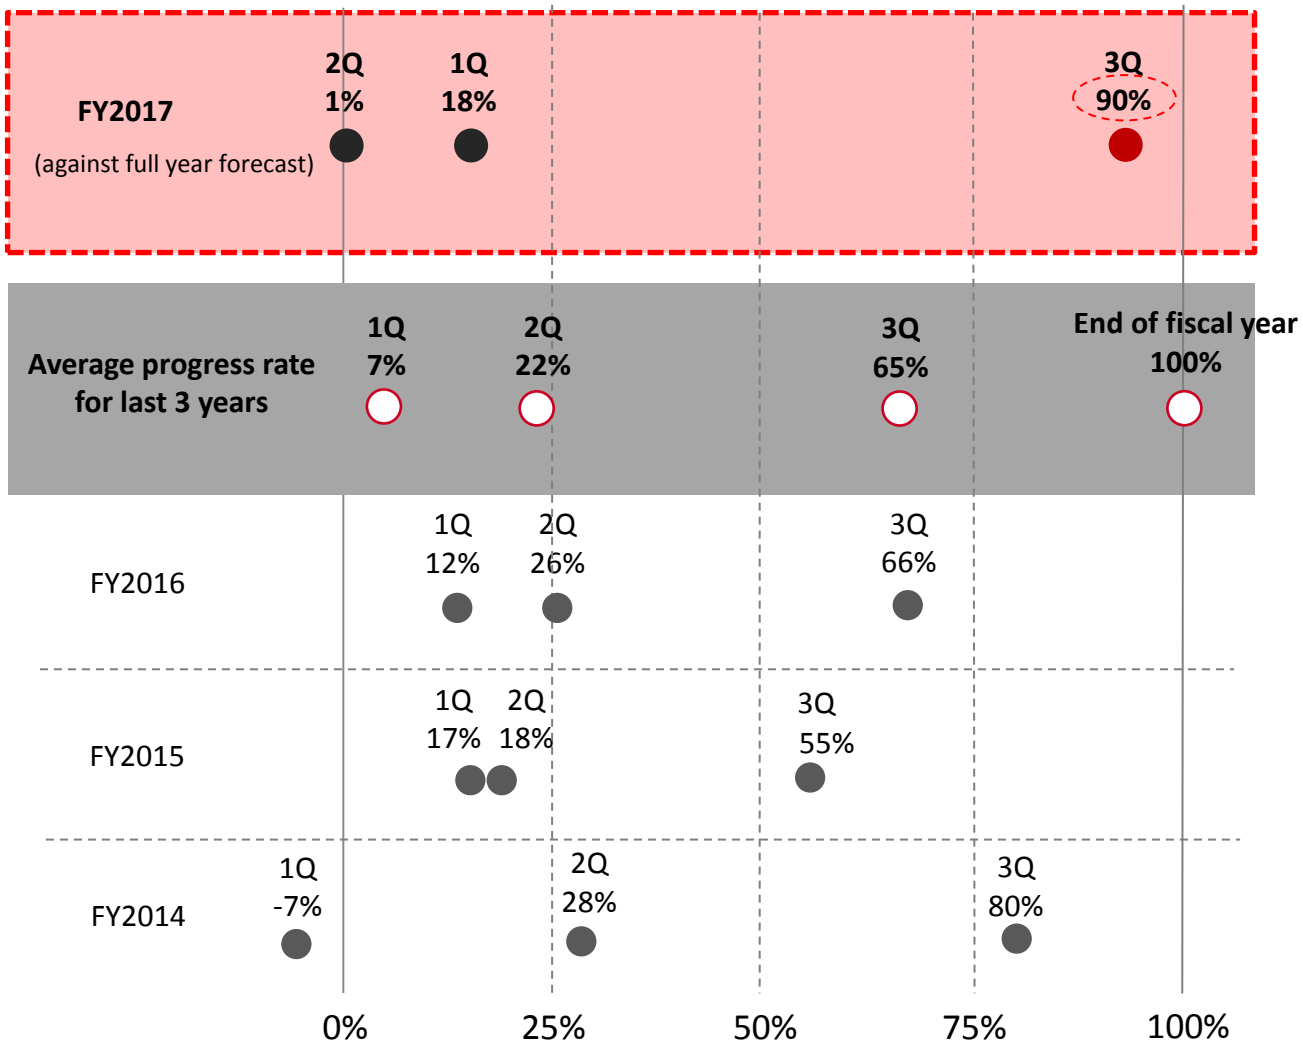 2Q
1%
1Q
18%
3Q
90%
FY2017
(against full year forecast)
1Q
7%
2Q
22%
3Q
65%
End of fiscal year
100%
Average progress rate
for last 3 years
1Q
12%
2Q
26%
3Q
66%
FY2016
1Q
17%
2Q
18%
3Q
55%
FY2015
1Q
-7%
2Q
28%
3Q
80%
FY2014
0%
25%
50%
75%
100%